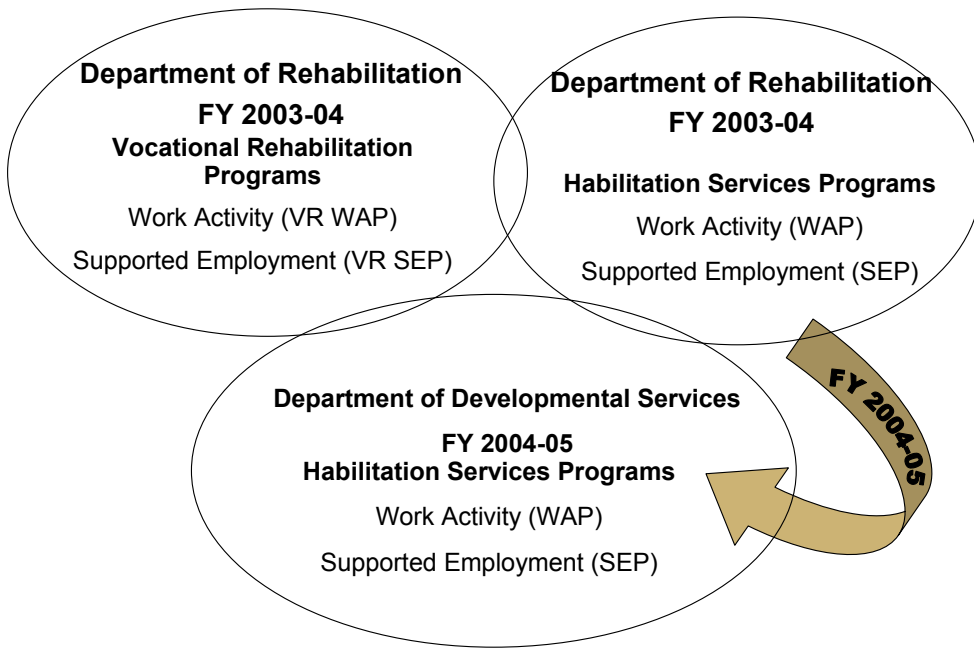 Department of Rehabilitation
FY 2003-04
Vocational Rehabilitation
Programs
Work Activity (VR WAP)
Supported Employment (VR SEP)
Department of Rehabilitation
FY 2003-04
Habilitation Services Programs
Work Activity (WAP)
Supported Employment (SEP)
FY 2004-05
Department of Developmental Services
FY 2004-05
Habilitation Services Programs
Work Activity (WAP)
Supported Employment (SEP)